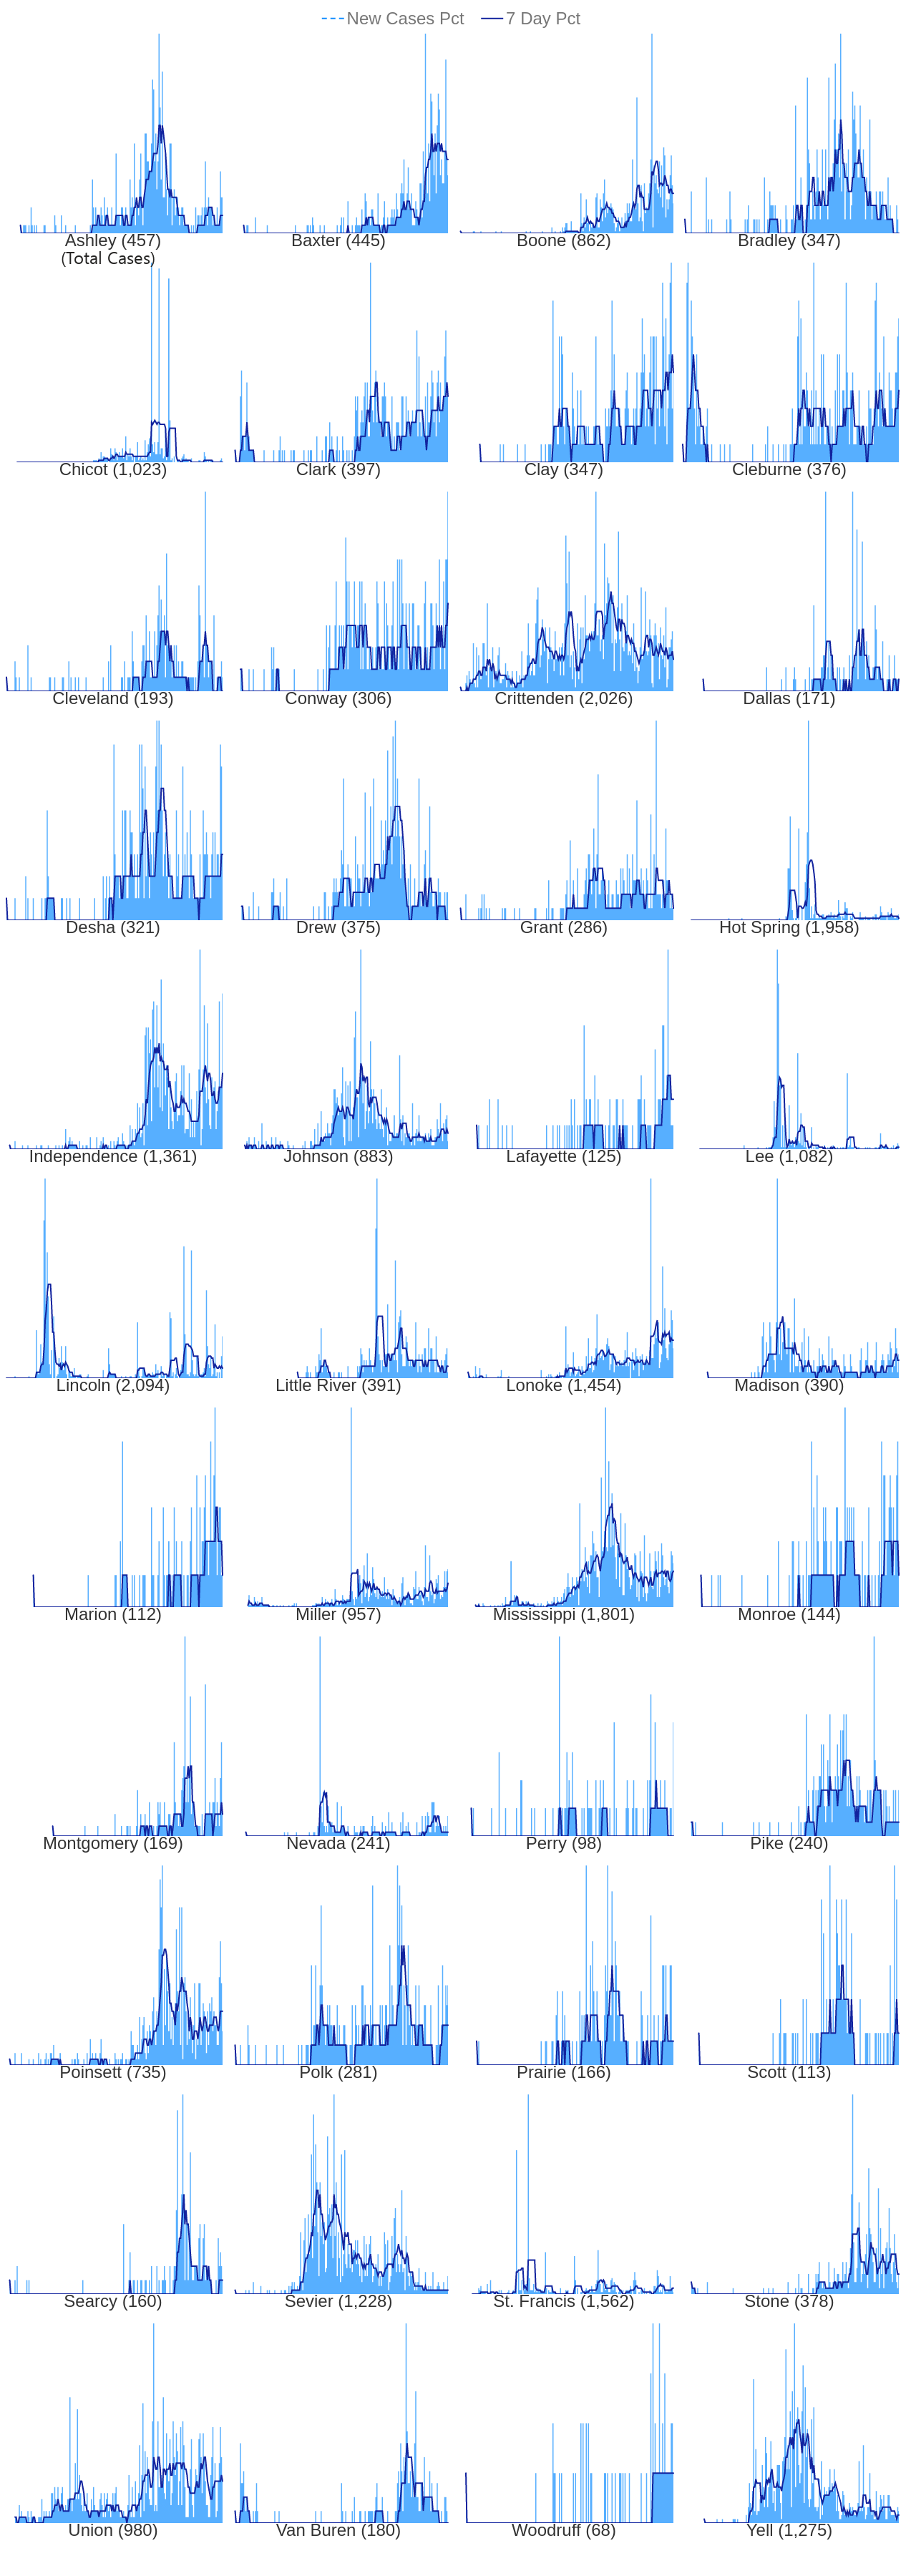 New Cases Pct 7 Day Pct
Ashley (457) Baxter (445) Boone (862) Bradley (347)
(Total Cases)
Chicot (1,023) Clark (397) Clay (347) Cleburne (376)
Cleveland (193) Conway (306) Crittenden (2,026) Dallas (171)
Desha (321) Drew (375) Grant (286) Hot Spring (1,958)
Independence (1,361) Johnson (883) Lafayette (125) Lee (1,082)
Lincoln (2,094) Little River (391) Lonoke (1,454) Madison (390)
Marion (112) Miller (957) Mississippi (1,801) Monroe (144)
Montgomery (169) Nevada (241) Perry (98) Pike (240)
Poinsett (735) Polk (281) Prairie (166) Scott (113)
Searcy (160) Sevier (1,228) St. Francis (1,562) Stone (378)
Union (980) Van Buren (180) Woodruff (68) Yell (1,275)